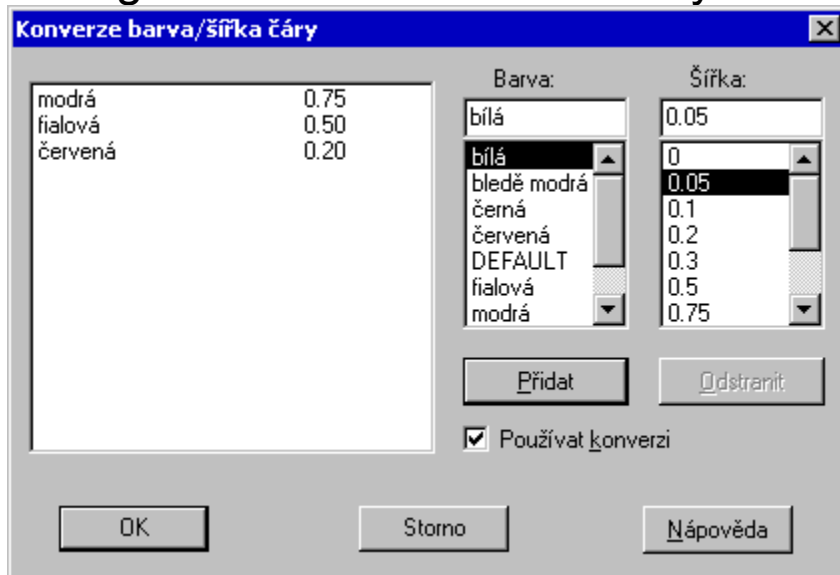 Konverze barva/šířka čáry
Barva:
Šířka:
modrá 0.75
fialová 0.50
červená 0.20
bílá
0.05
bílá
bledě modrá
černá
červená
DEFAULT
fialová
modrá
0
0.05
0.1
0.2
0.3
0.5
0.75
Přidat
Odstranit
Používat konverzi
OK
Storno
Nápověda